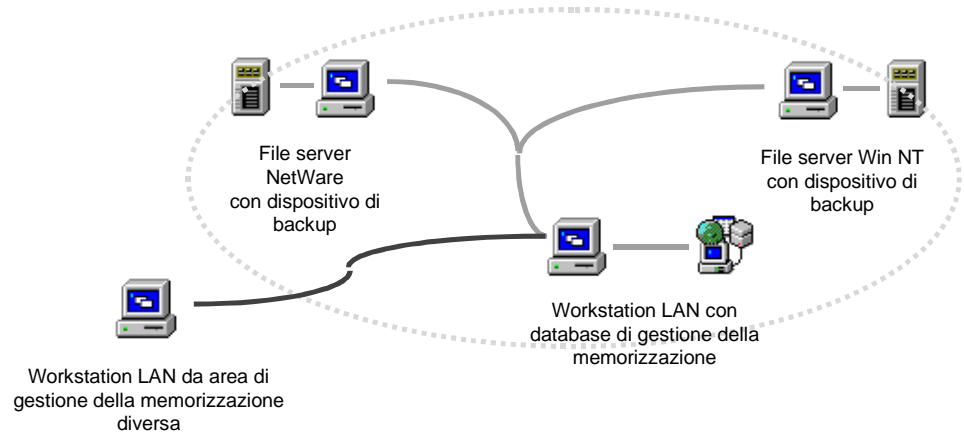 File server
NetWare
con dispositivo di
backup
File server Win NT
con dispositivo di
backup
Workstation LAN con
database di gestione della
memorizzazione
Workstation LAN da area di
gestione della memorizzazione
diversa